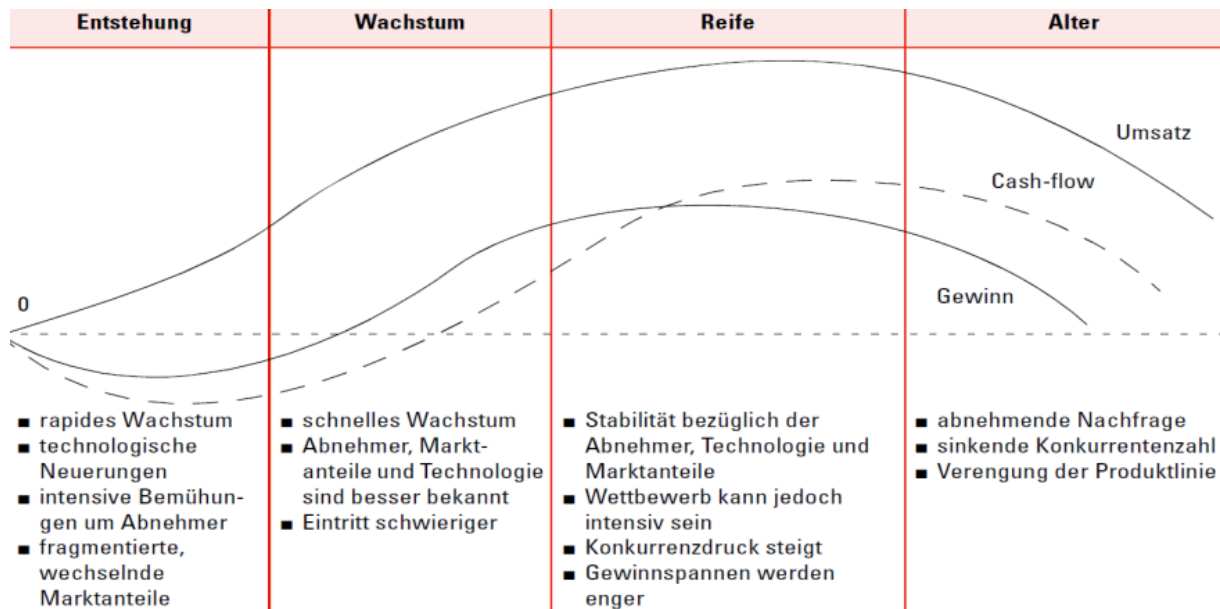 Entstehung
Wachstum
Reife
Alter
Umsatz
Cash-flow
Gewinn
0
■ rapides Wachstum
■ technologische
Neuerungen
■ intensive Bemühun-
gen um Abnehmer
■ fragmentierte,
wechselnde
Marktanteile
■ schnelles Wachstum
■ Abnehmer, Markt-
anteile und Technologie
sind besser bekannt
■ Eintritt schwieriger
■ Stabilität bezüglich der
Abnehmer, Technologie und
Marktanteile
■ Wettbewerb kann jedoch
intensiv sein
■ Konkurrenzdruck steigt
■ Gewinnspannen werden
enger
■ abnehmende Nachfrage
■ sinkende Konkurrentenzahl
■ Verengung der Produktlinie